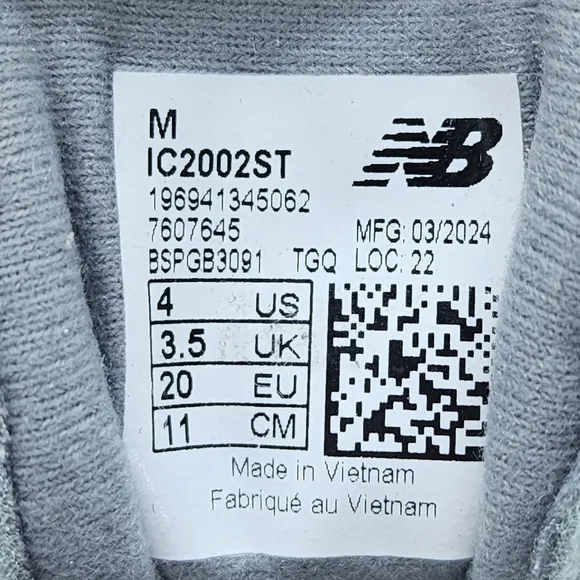 M
IC2002ST
NB
196941345062
7607645 MFG: 03/2024
BSPGB3091 TGQ LOC: 22
4 US
3.5 UK
20 EU
11 CM
Made in Vietnam
Fabriqué au Vietnam